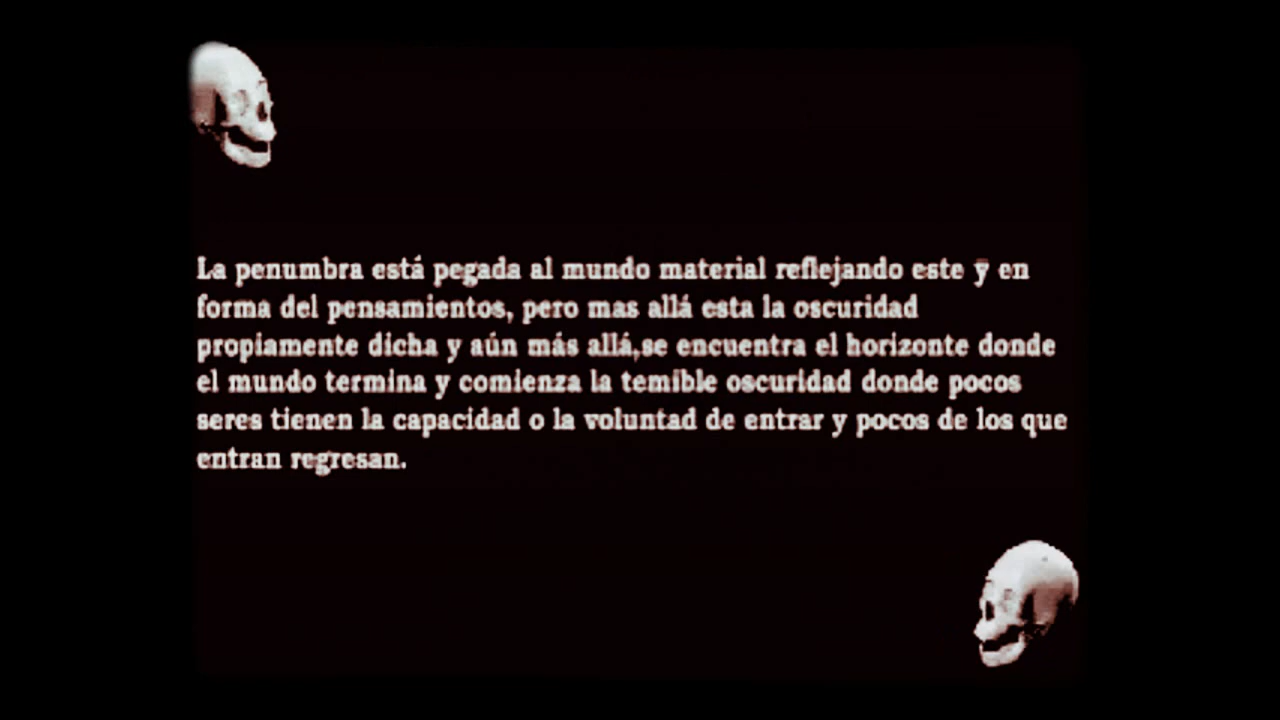 La penumbra está pegada al mundo material reflejando este y en
forma del pensamientos, pero mas allá esta la oscuridad
propiamente dicha y aún más allá,se encuentra el horizonte donde
el mundo termina y comienza la temible oscuridad donde pocos
seres tienen la capacidad o la voluntad de entrar y pocos de los que
entran regresan.